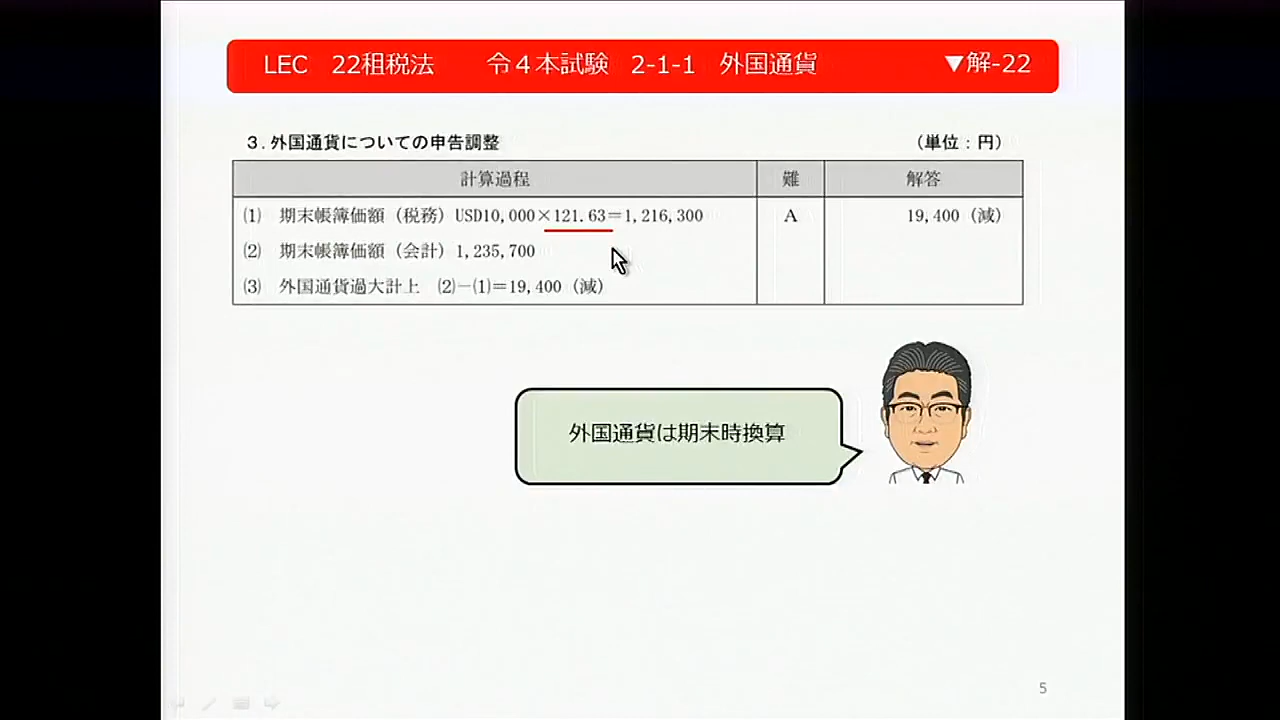 LEC 22租税法 令4本試験 2-1-1 外国通貨 ▼解-22
3.外国通貨についての申告調整 (単位:円)
計算過程 難 解答
⑴ 期末帳簿価額(税務)USD10,000×121.63=1,216,300 A 19,400(減)
⑵ 期末帳簿価額(会計)1,235,700
⑶ 外国通貨過大計上 ⑵-⑴=19,400(減)
外国通貨は期末時換算
5